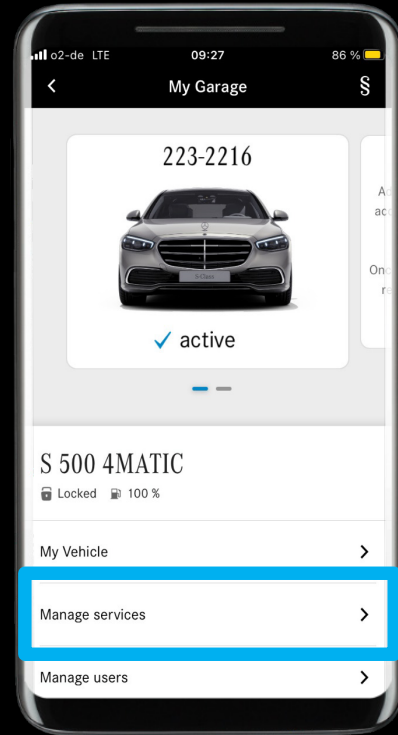 o2-de LTE 09:27 86 %
My Garage §
223-2216
S-Class
active
S 500 4MATIC
Locked 100 %
My Vehicle
Manage services
Manage users